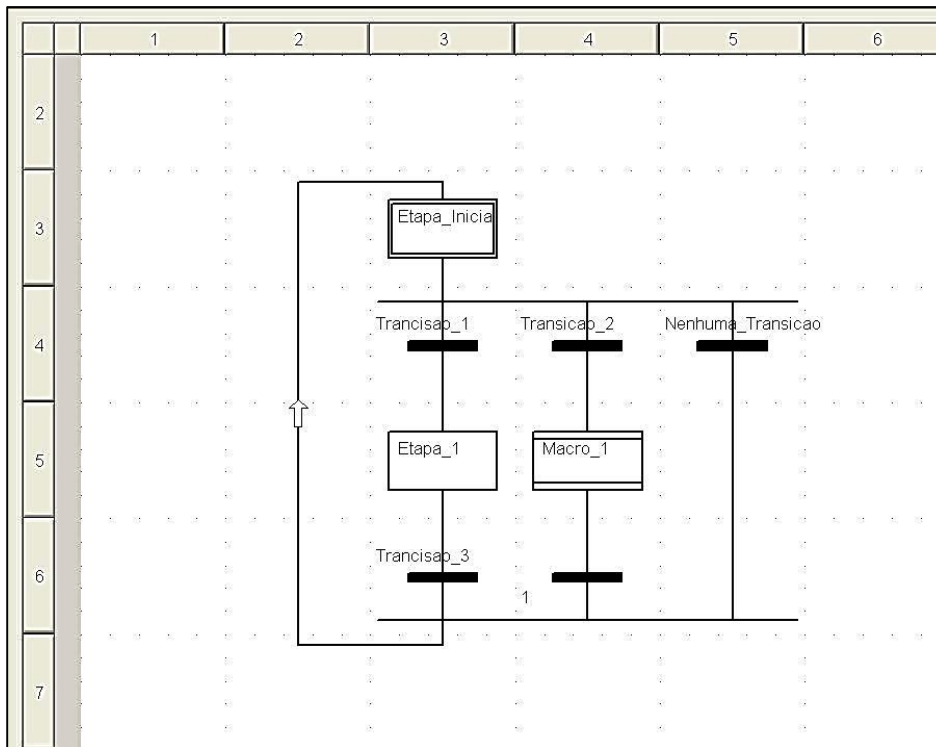 1 2 3 4 5 6
2
3
Etapa_Inicia
4
Trancisao_1 Transicao_2 Nenhuma_Transicao
5
Etapa_1 Macro_1
Trancisao_3
6
1
7